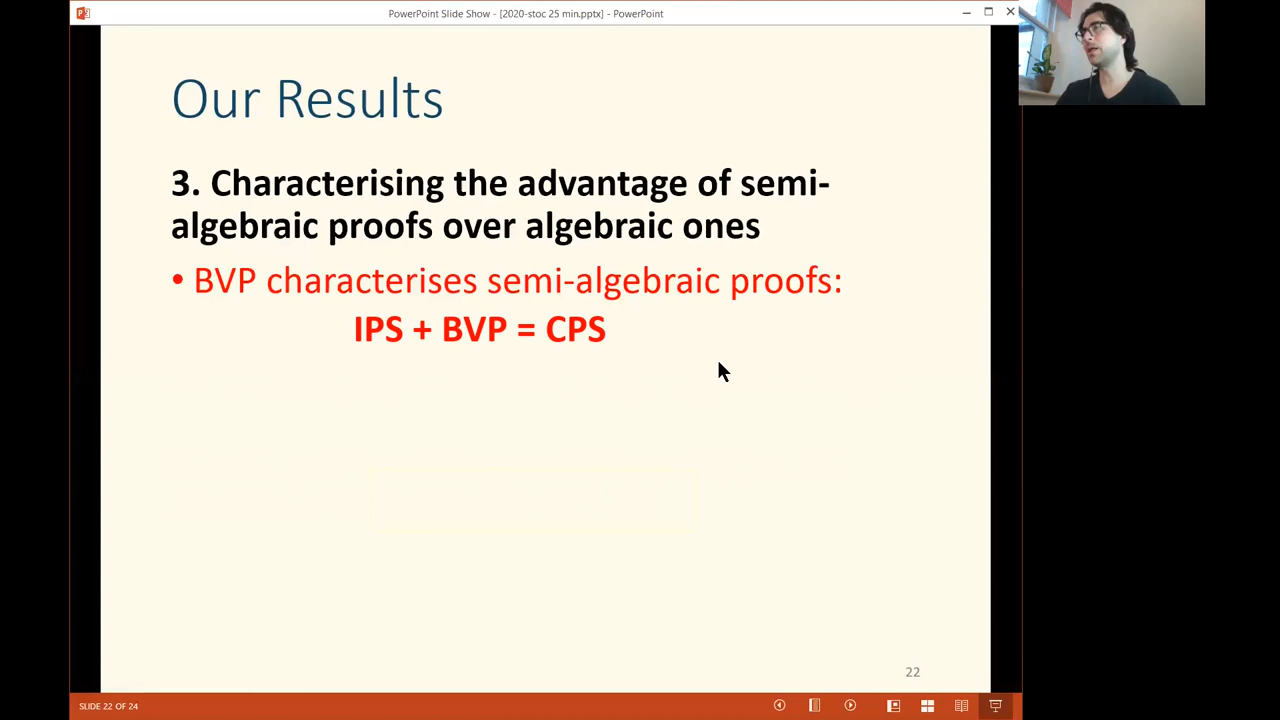 PowerPoint Slide Show - [2020-stoc 25 min.pptx] - PowerPoint
Our Results
3. Characterising the advantage of semi-
algebraic proofs over algebraic ones
• BVP characterises semi-algebraic proofs:
IPS + BVP = CPS
22
SLIDE 22 OF 24